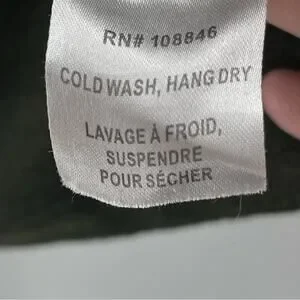 RN# 108846
COLD WASH, HANG DRY
LAVAGE À FROID,
SUSPENDRE
POUR SÉCHER